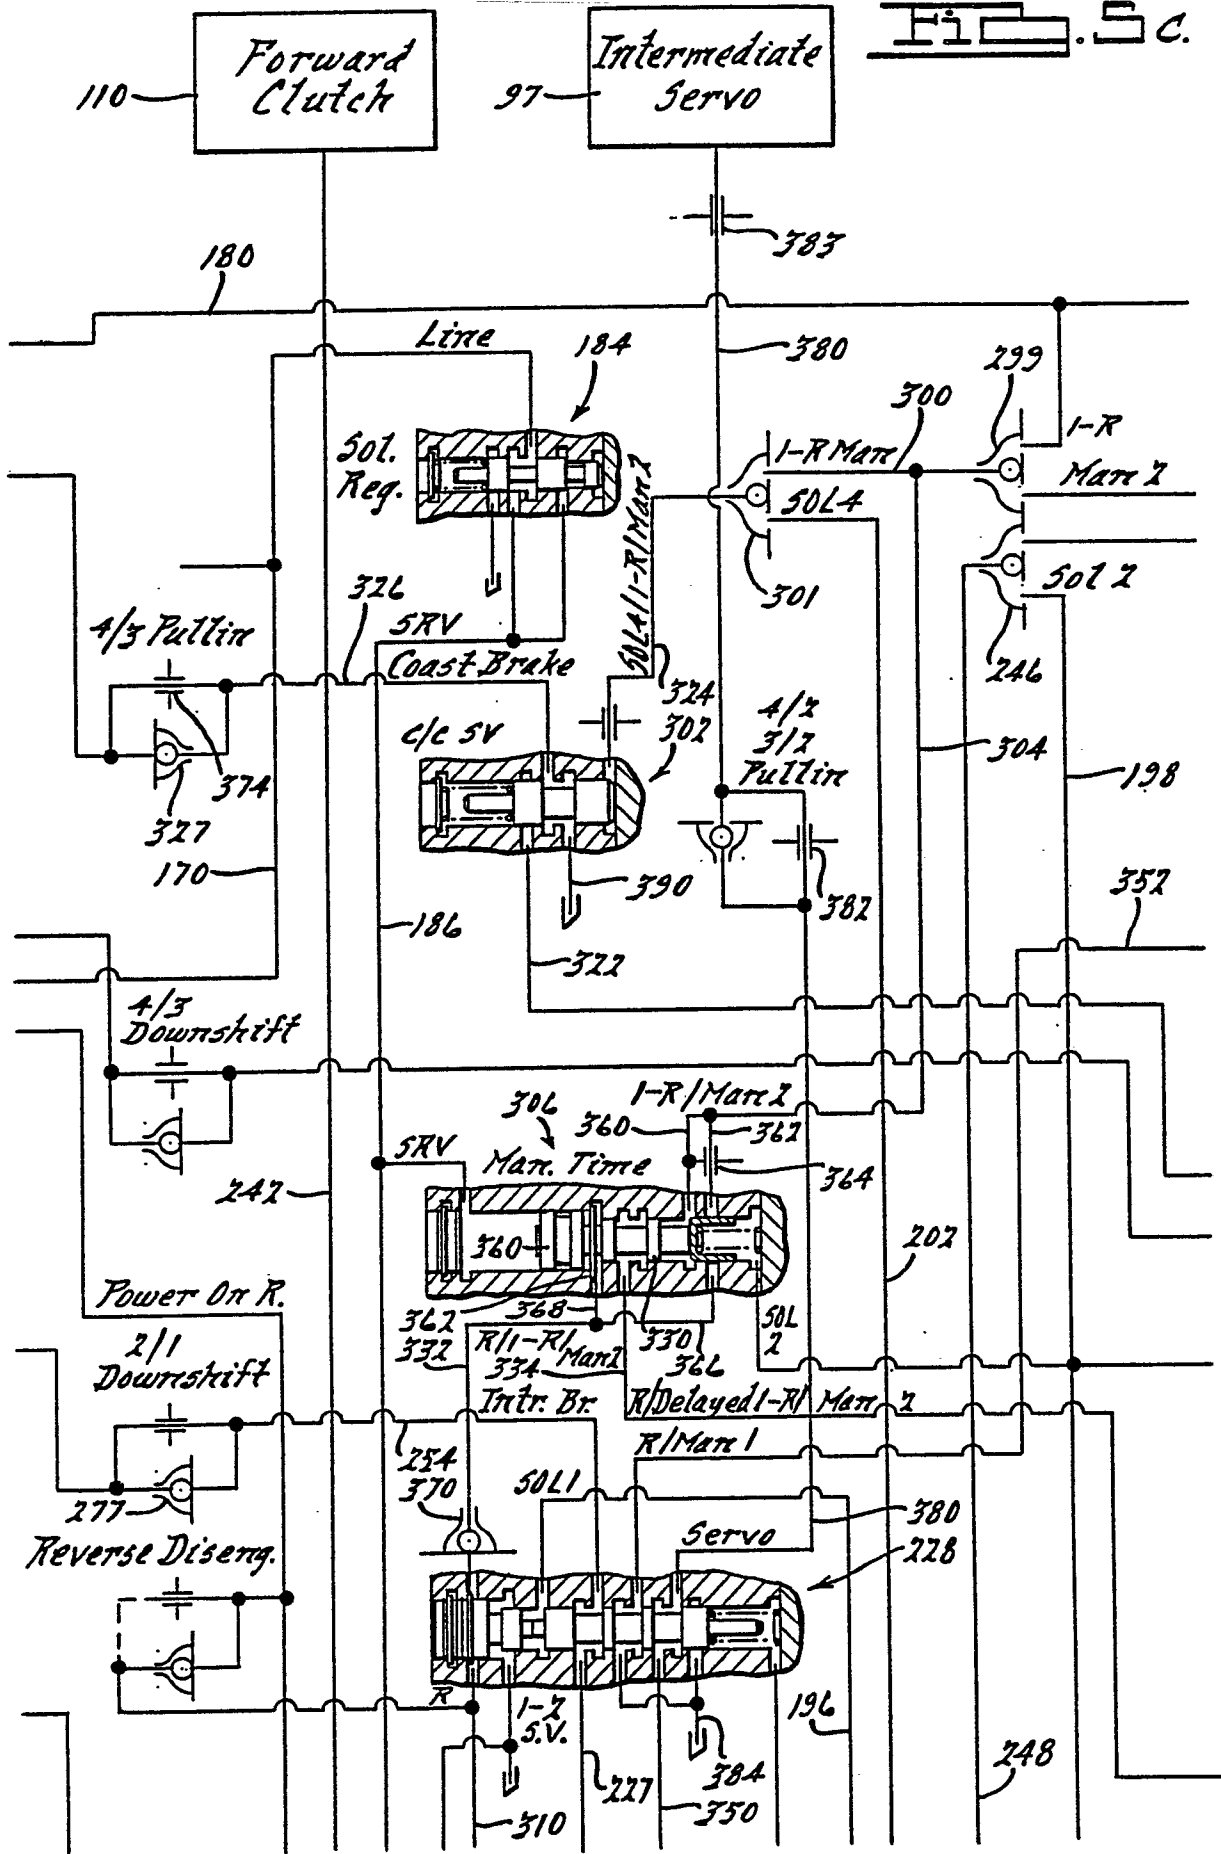 FIG. 5c.
Forward
Clutch
110
Intermediate
Servo
97
383
180
Line
184
380
299
300
1-R
Sol.
Reg.
1-R Man
Man 2
SOL4
SOL4/1-R/Man 2
301
Sol 2
326
4/3 Pullin
SRV
Coast Brake
246
324
4/2
3/2
Pullin
c/c SV
302
304
198
374
327
170
390
382
352
186
322
4/3
Downshift
306
1-R/Man 2
360
362
SRV
Man. Time
364
242
360
202
Power On R.
362
368
330
SOL
2
332
R/1-R/
Man 2
334
366
2/1
Downshift
Intr. Br.
R/Delayed 1-R/ Man 2
254
R/Man 1
277
370
SOL1
380
Servo
228
Reverse Diseng.
R
1-2
S.V.
196
227
384
350
248
310